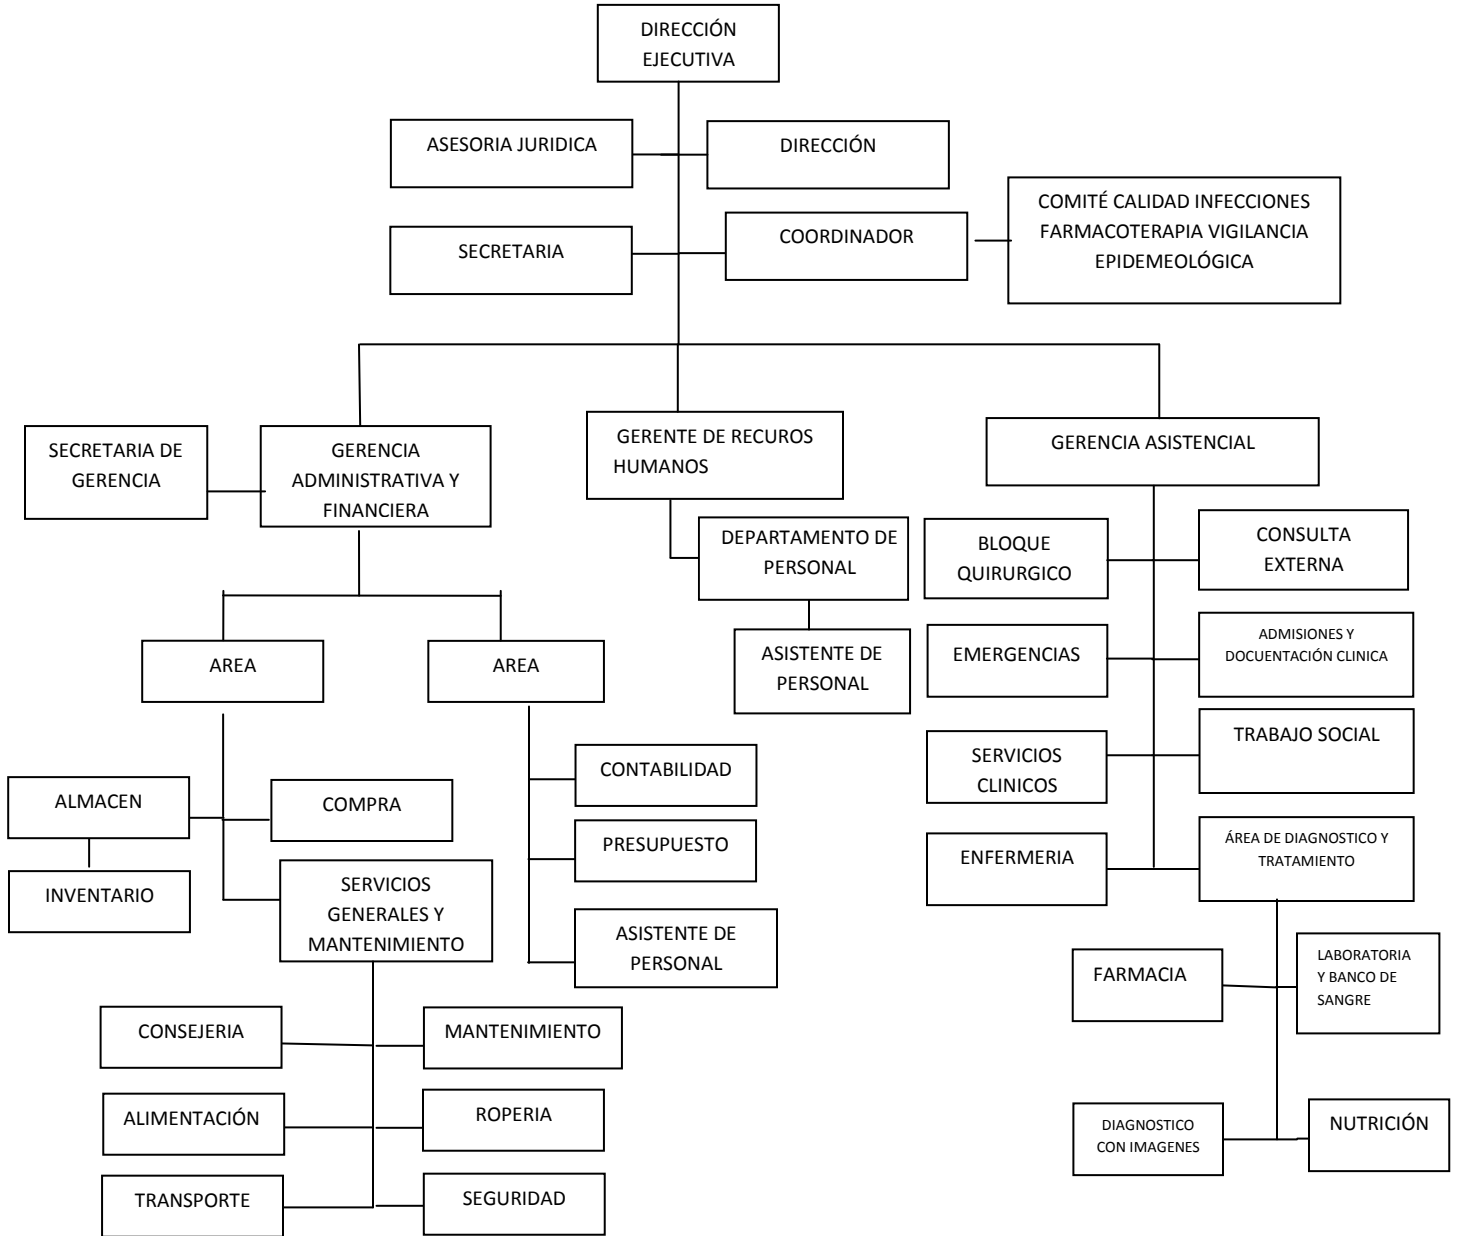 DIRECCIÓN
EJECUTIVA
ASESORIA JURIDICA
DIRECCIÓN
SECRETARIA
COORDINADOR
COMITÉ CALIDAD INFECCIONES
FARMACOTERAPIA VIGILANCIA
EPIDEMEOLÓGICA
SECRETARIA DE
GERENCIA
GERENCIA
ADMINISTRATIVA Y
FINANCIERA
GERENTE DE RECUROS
HUMANOS
GERENCIA ASISTENCIAL
DEPARTAMENTO DE
PERSONAL
ASISTENTE DE
PERSONAL
BLOQUE
QUIRURGICO
CONSULTA
EXTERNA
EMERGENCIAS
ADMISIONES Y
DOCUENTACIÓN CLINICA
SERVICIOS
CLINICOS
TRABAJO SOCIAL
ENFERMERIA
ÁREA DE DIAGNOSTICO Y
TRATAMIENTO
FARMACIA
LABORATORIA
Y BANCO DE
SANGRE
DIAGNOSTICO
CON IMAGENES
NUTRICIÓN
AREA
AREA
ALMACEN
COMPRA
INVENTARIO
SERVICIOS
GENERALES Y
MANTENIMIENTO
CONTABILIDAD
PRESUPUESTO
ASISTENTE DE
PERSONAL
CONSEJERIA
MANTENIMIENTO
ALIMENTACIÓN
ROPERIA
TRANSPORTE
SEGURIDAD